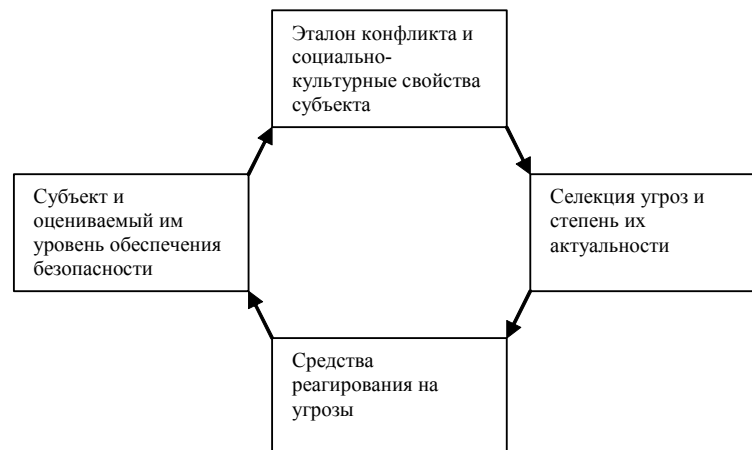 Эталон конфликта и
социально-
культурные свойства
субъекта
Субъект и
оцениваемый им
уровень обеспечения
безопасности
Селекция угроз и
степень их
актуальности
Средства
реагирования на
угрозы